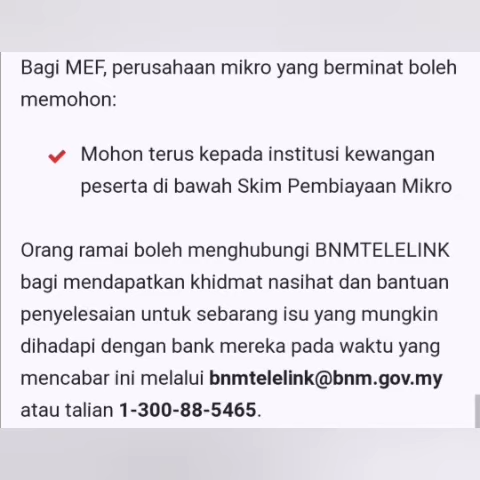 Bagi MEF, perusahaan mikro yang berminat boleh
memohon:
Mohon terus kepada institusi kewangan
peserta di bawah Skim Pembiayaan Mikro
Orang ramai boleh menghubungi BNMTELELINK
bagi mendapatkan khidmat nasihat dan bantuan
penyelesaian untuk sebarang isu yang mungkin
dihadapi dengan bank mereka pada waktu yang
mencabar ini melalui bnmtelelink@bnm.gov.my
atau talian 1-300-88-5465.